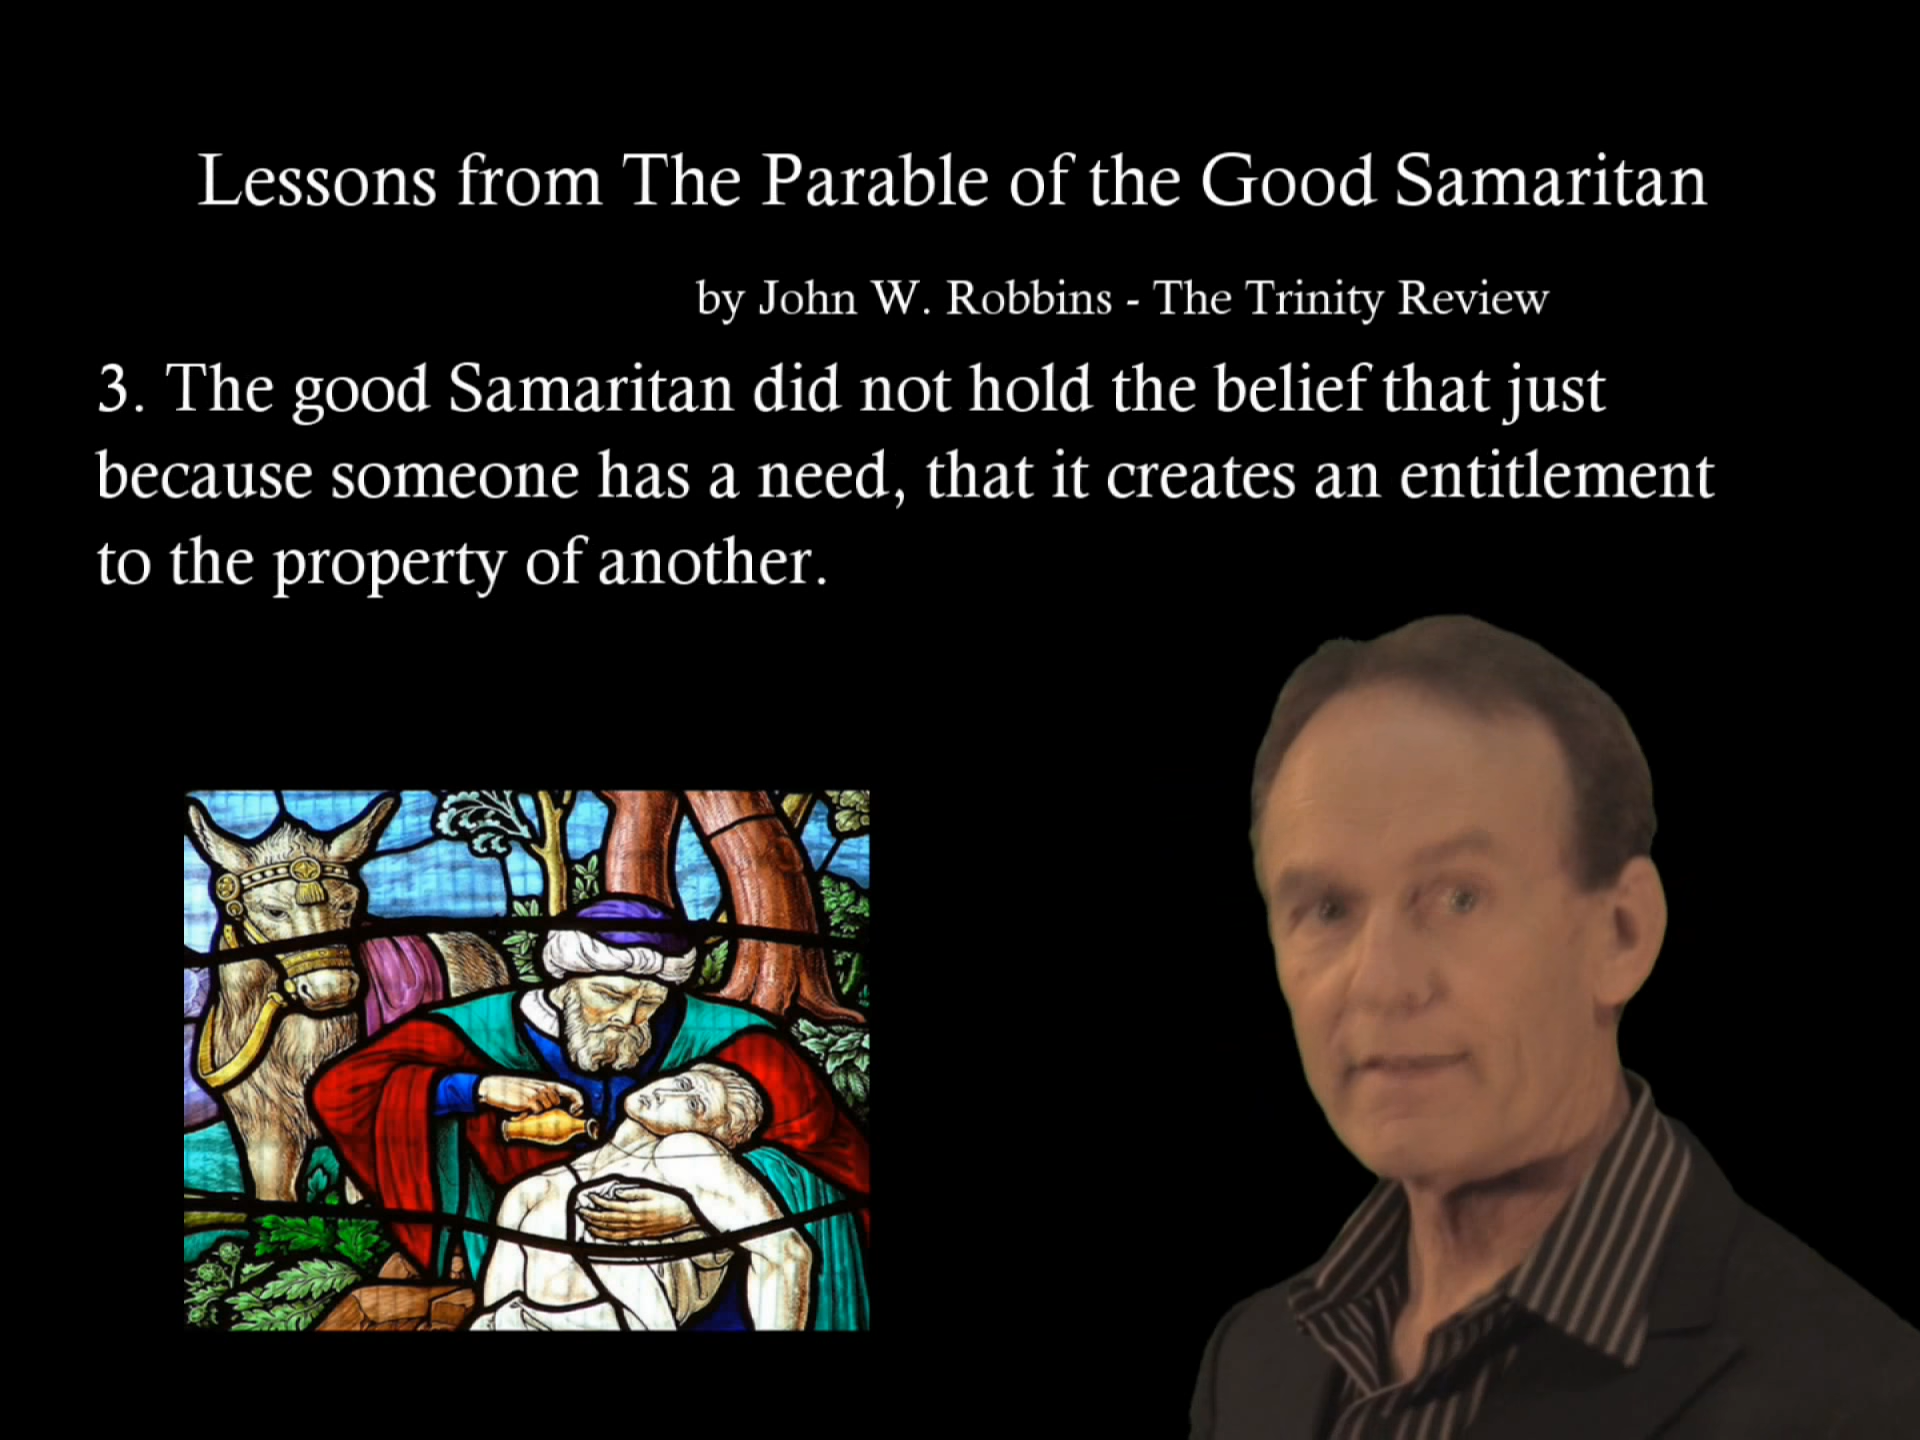 Lessons from The Parable of the Good Samaritan
by John W. Robbins - The Trinity Review
3. The good Samaritan did not hold the belief that just
because someone has a need, that it creates an entitlement
to the property of another.